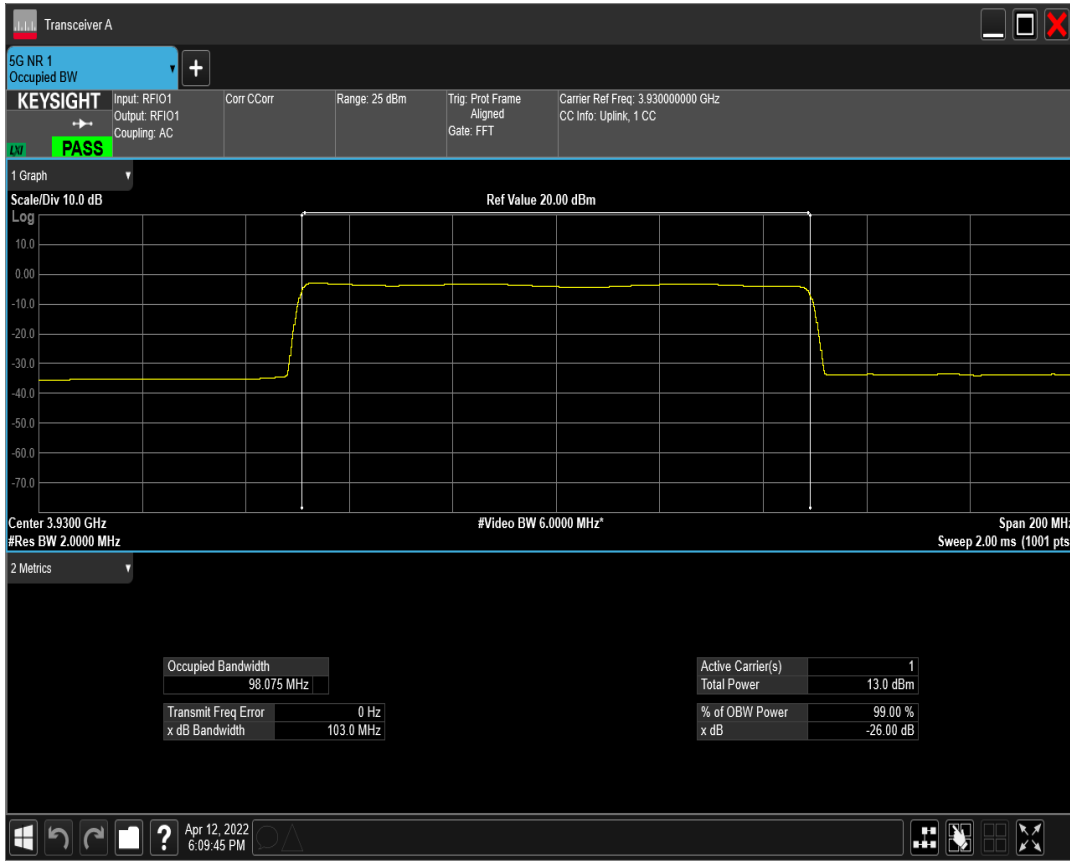 Transceiver A
5G NR 1
Occupied BW
+
KEYSIGHT
Input: RFIO1
Output: RFIO1
Coupling: AC
Corr CCorr
Range: 25 dBm
Trig: Prot Frame
Aligned
Gate: FFT
Carrier Ref Freq: 3.930000000 GHz
CC Info: Uplink, 1 CC
LXI
PASS
1 Graph
Scale/Div 10.0 dB
Ref Value 20.00 dBm
Log
10.0
0.00
-10.0
-20.0
-30.0
-40.0
-50.0
-60.0
-70.0
Center 3.9300 GHz
#Video BW 6.0000 MHz*
Span 200 MHz
#Res BW 2.0000 MHz
Sweep 2.00 ms (1001 pts
2 Metrics
Occupied Bandwidth
98.075 MHz
Transmit Freq Error 0 Hz
x dB Bandwidth 103.0 MHz
Active Carrier(s) 1
Total Power 13.0 dBm
% of OBW Power 99.00 %
x dB -26.00 dB
?
Apr 12, 2022
6:09:45 PM